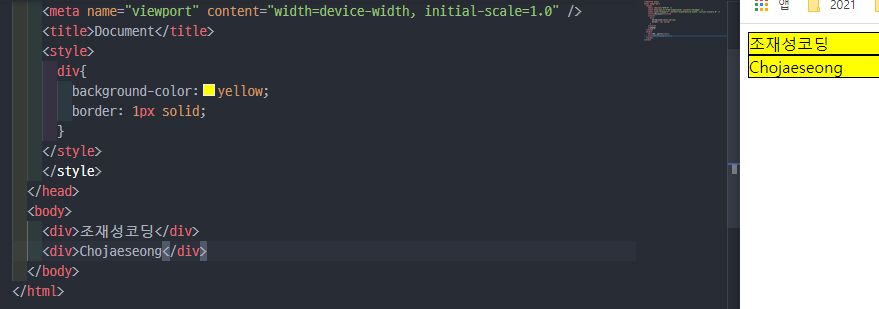 <meta name="viewport" content="width=device-width, initial-scale=1.0" />
<title>Document</title>
<style>
div{
background-color: yellow;
border: 1px solid;
}
</style>
</style>
</head>
<body>
<div>조재성코딩</div>
<div>Chojaeseong</div>
</body>
</html>
앱 2021
조재성코딩
Chojaeseong